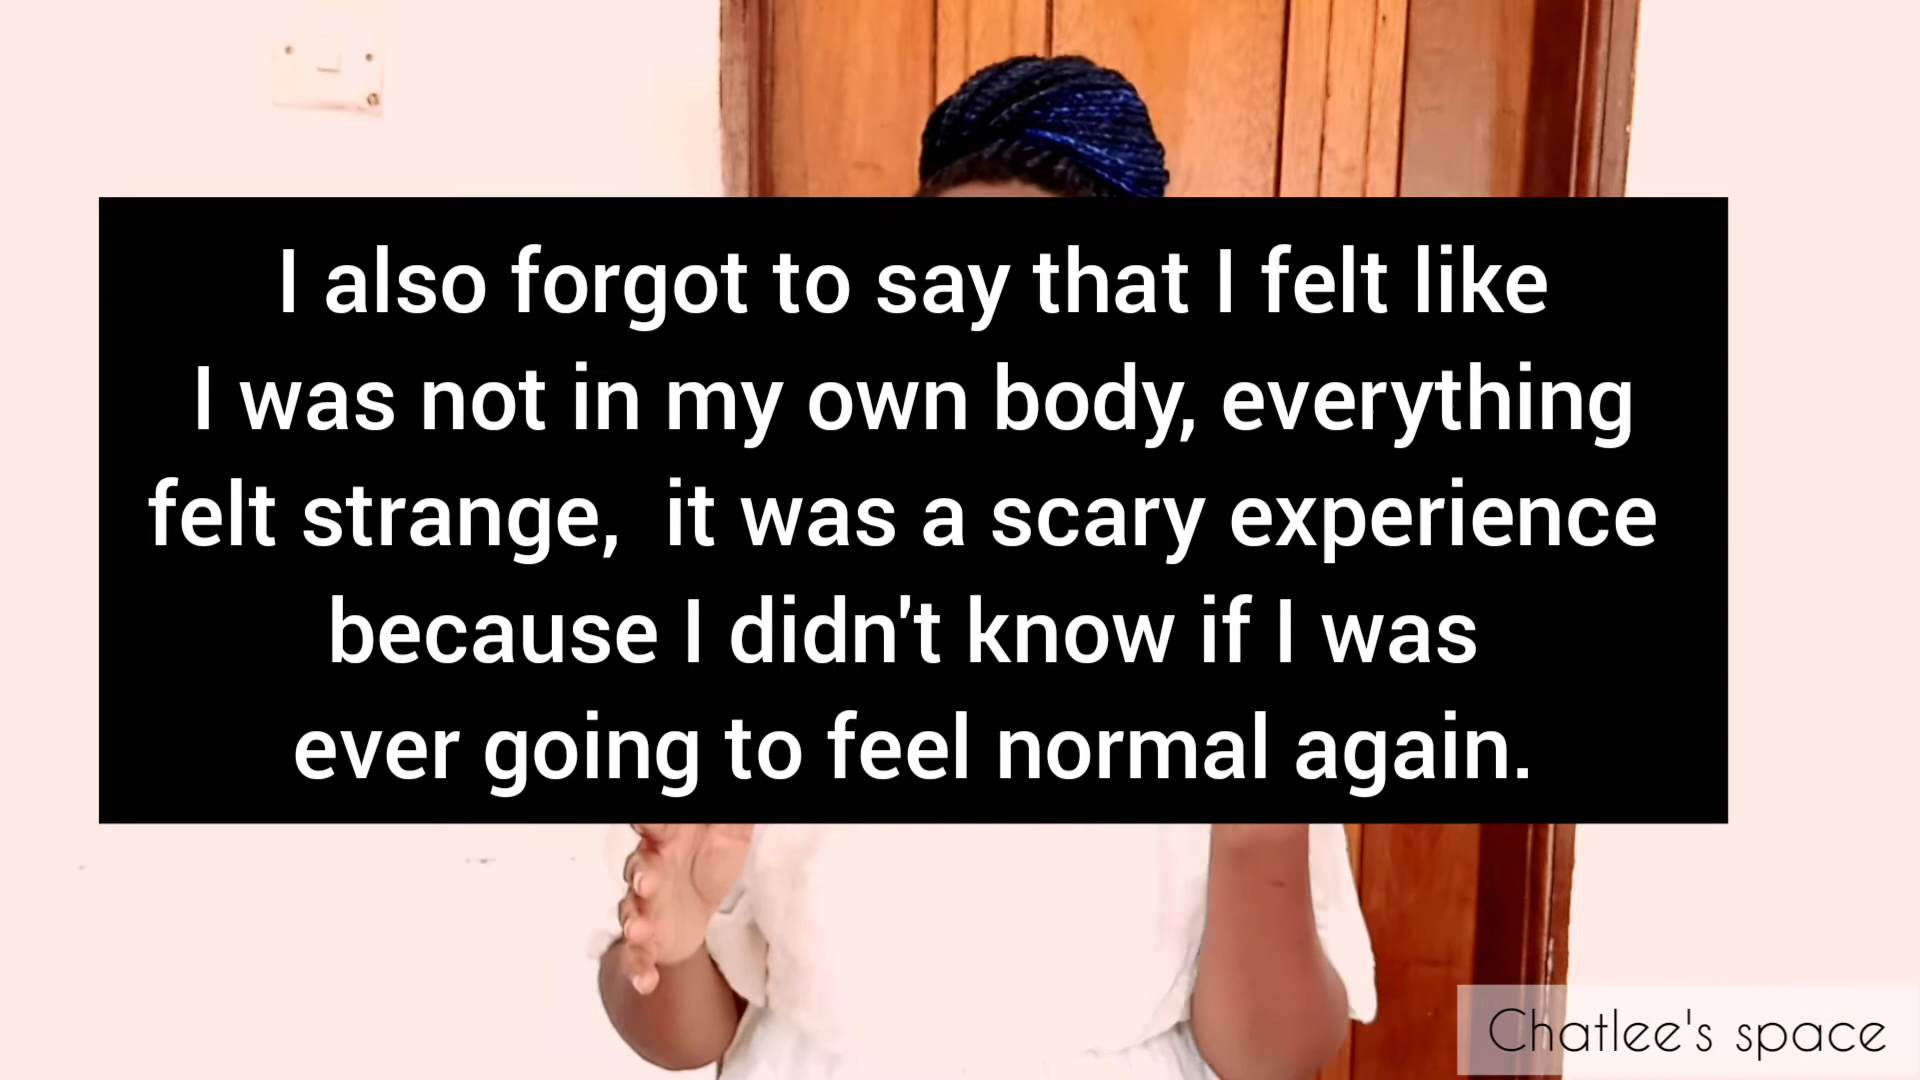 I also forgot to say that I felt like
I was not in my own body, everything
felt strange,  it was a scary experience
because I didn't know if I was
ever going to feel normal again.
Chatlee's space